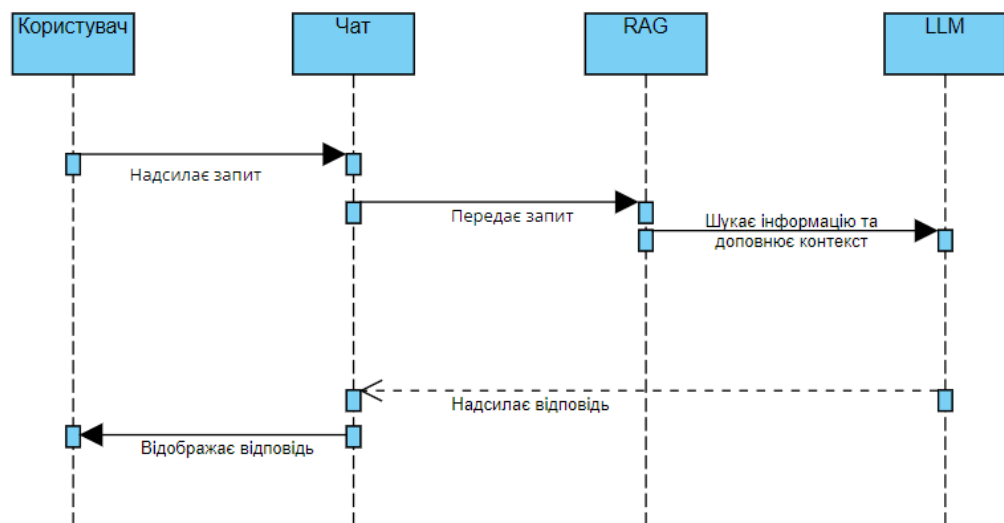 Користувач
Чат
RAG
LLM
Надсилає запит
Передає запит
Шукає інформацію та
доповнює контекст
Надсилає відповідь
Відображає відповідь